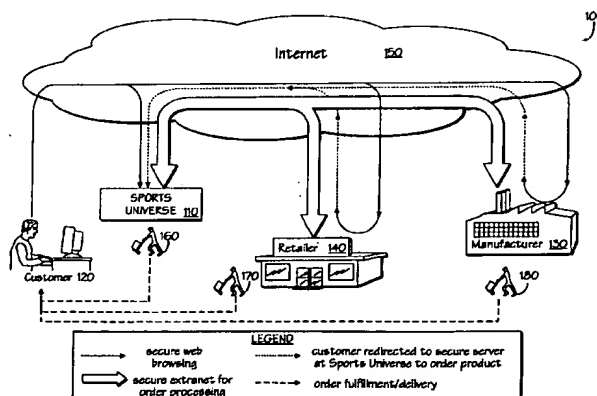 10
Internet 150
SPORTS
UNIVERSE 110
160
Customer 120
Retailer 140
170
Manufacturer 130
180
LEGEND
secure web
browsing
customer redirected to secure server
at Sports Universe to order product
secure extranet for
order processing
order fulfillment/delivery